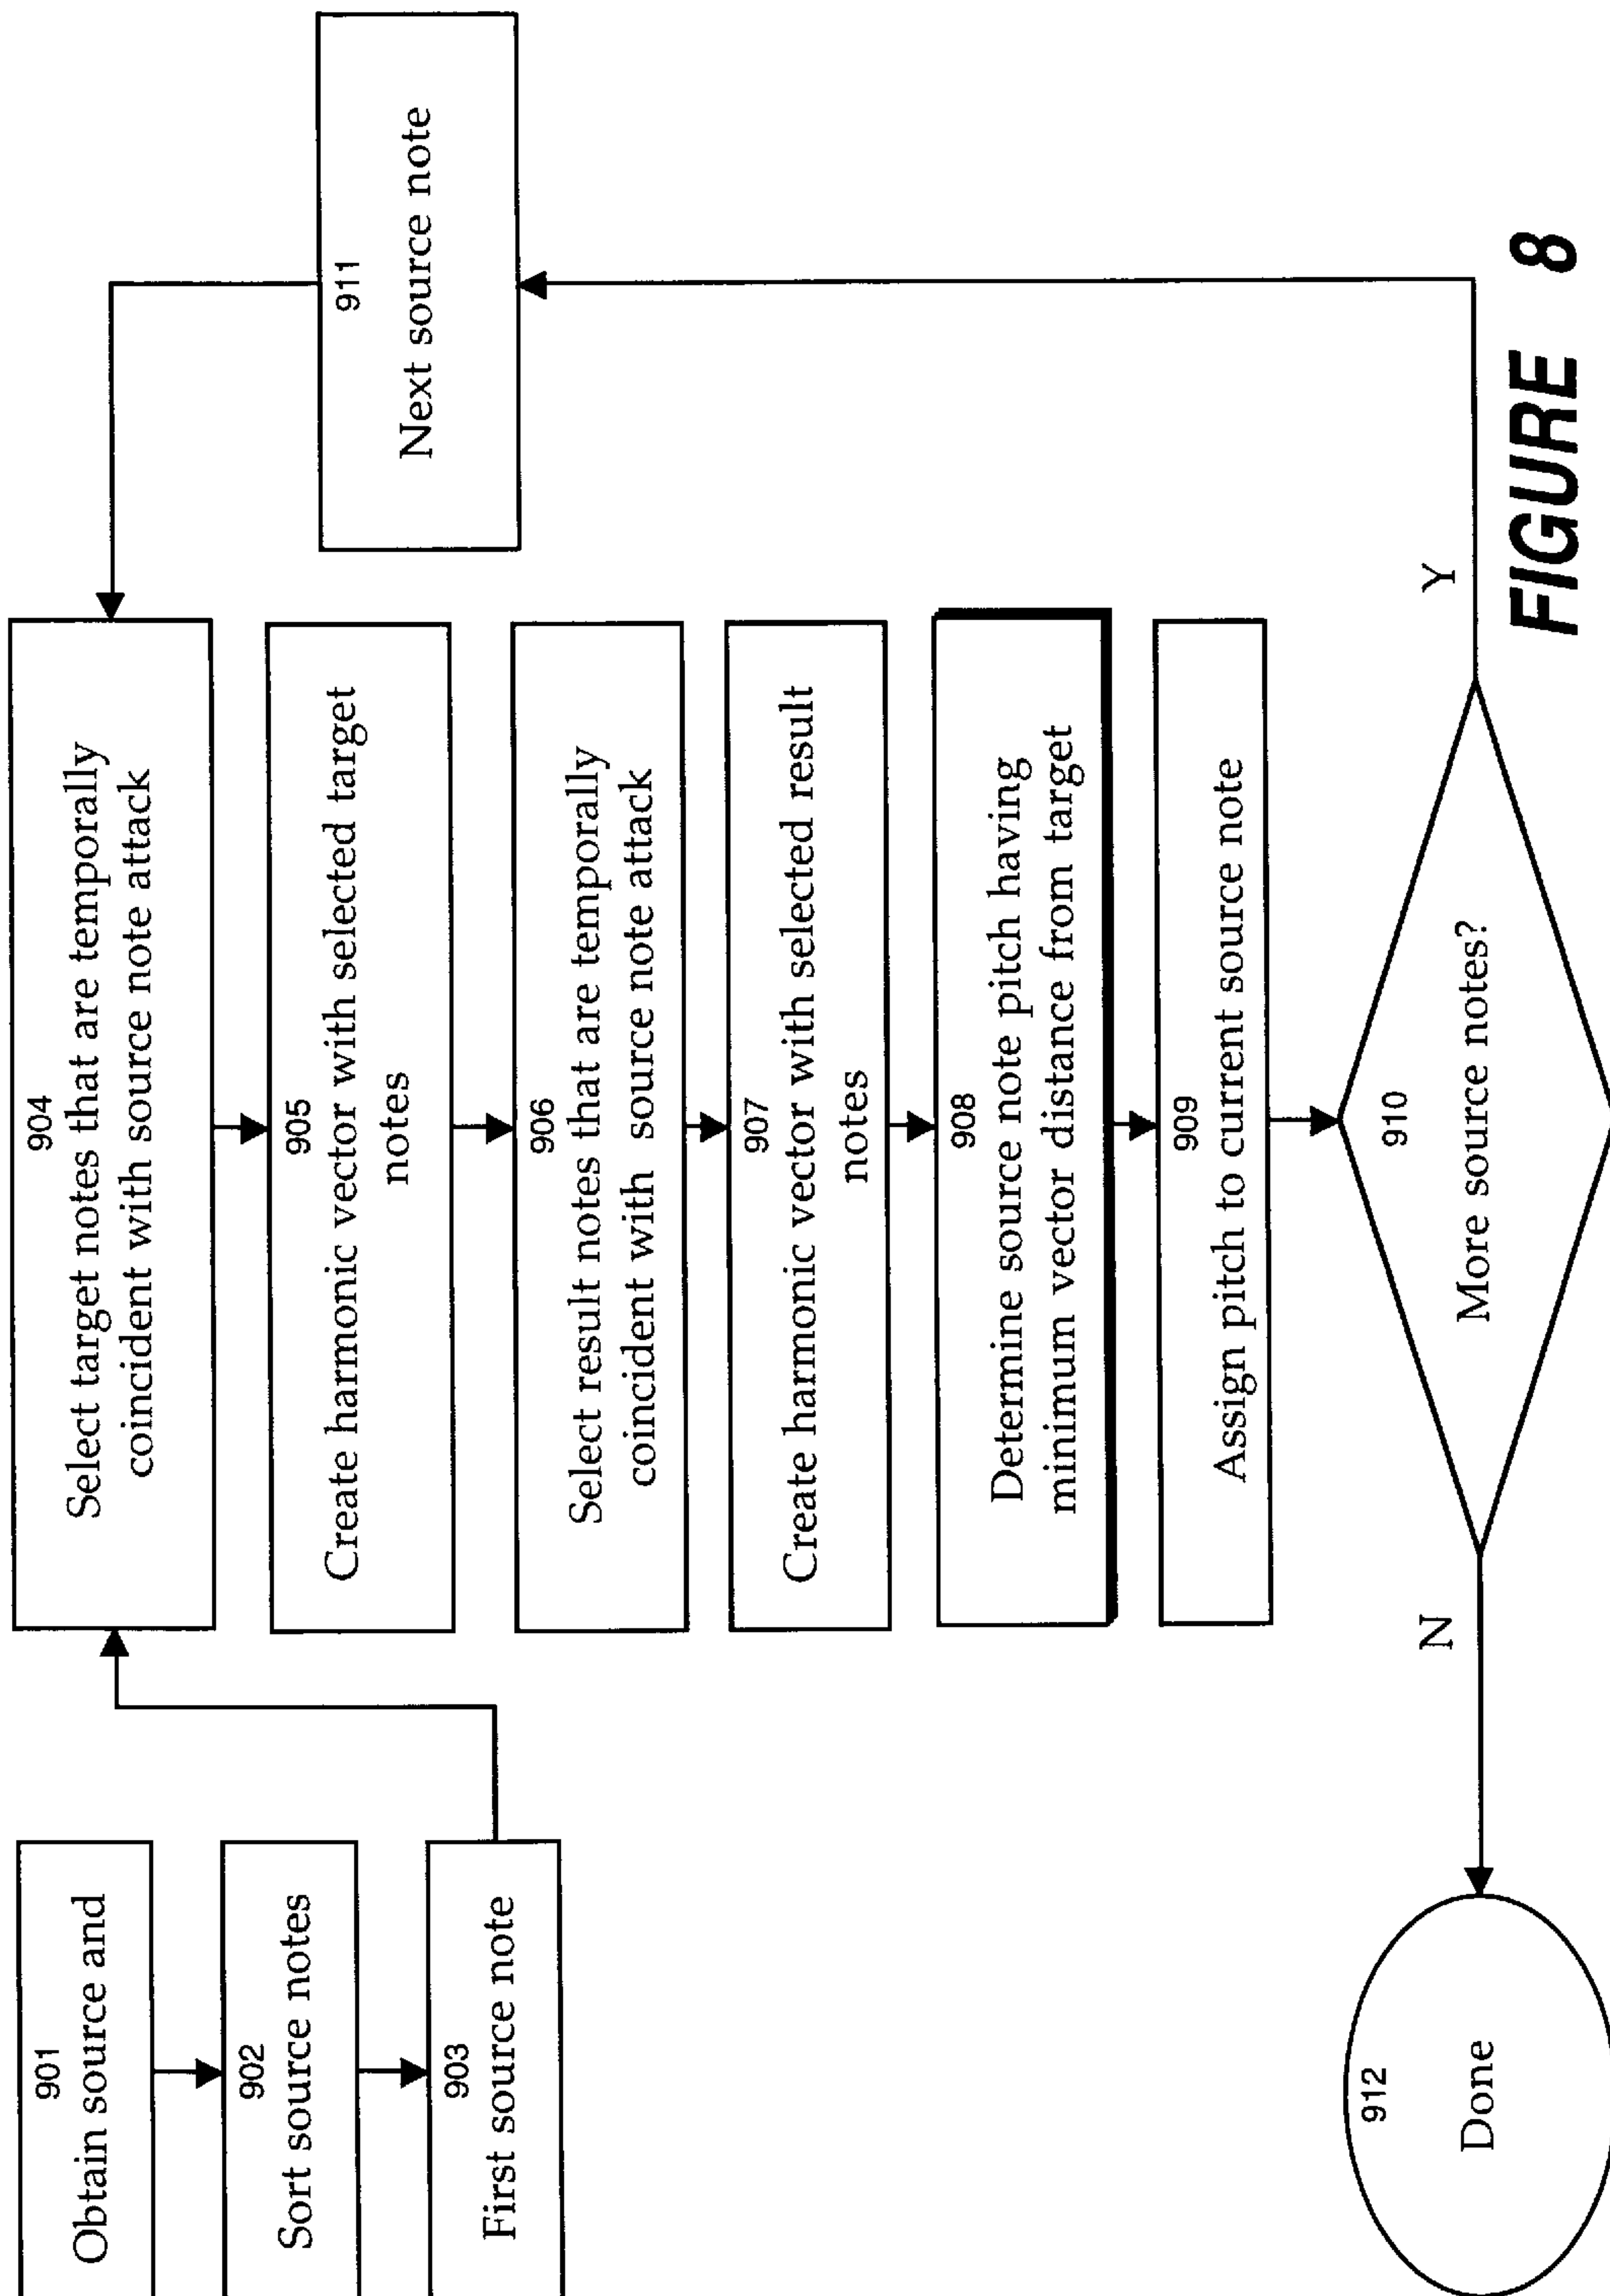 901
Obtain source and
902
Sort source notes
903
First source note
904
Select target notes that are temporally
coincident with source note attack
905
Create harmonic vector with selected target
notes
906
Select result notes that are temporally
coincident with source note attack
907
Create harmonic vector with selected result
notes
908
Determine source note pitch having
minimum vector distance from target
909
Assign pitch to current source note
910
More source notes?
N
Y
911
Next source note
912
Done
FIGURE 8